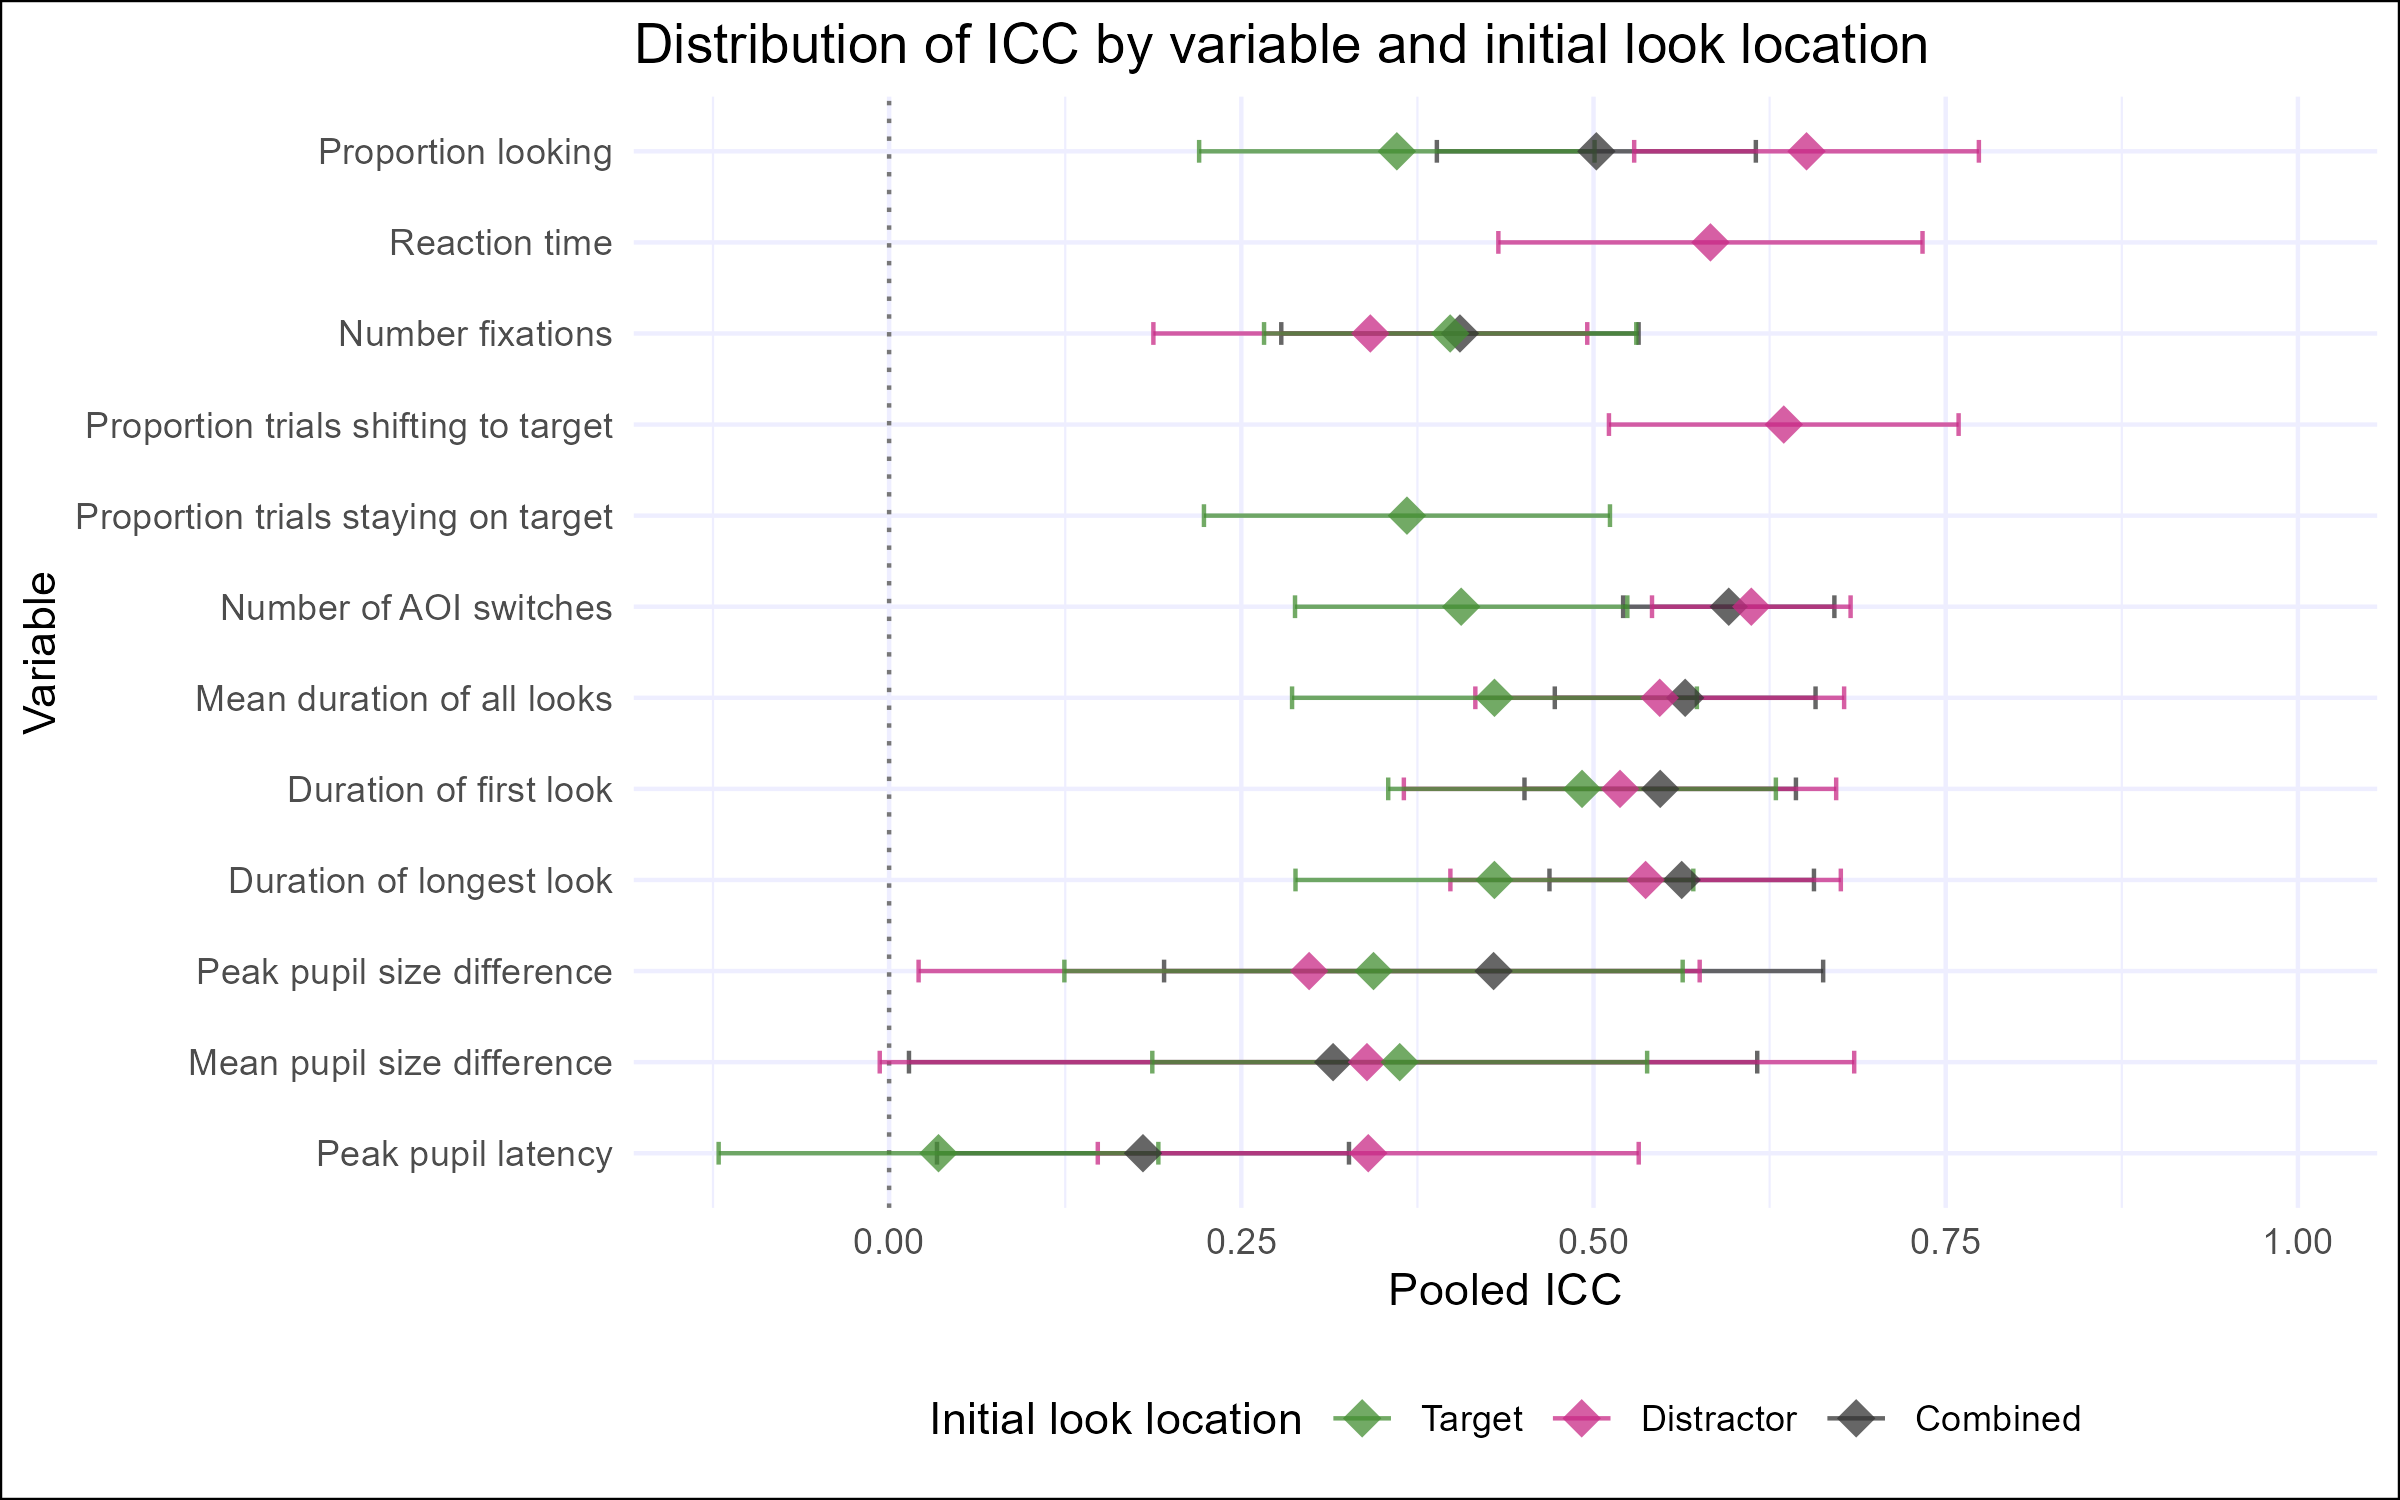 Distribution of ICC by variable and initial look location
Variable
Proportion looking
Reaction time
Number fixations
Proportion trials shifting to target
Proportion trials staying on target
Number of AOI switches
Mean duration of all looks
Duration of first look
Duration of longest look
Peak pupil size difference
Mean pupil size difference
Peak pupil latency
0.00 0.25 0.50 0.75 1.00
Pooled ICC
Initial look location Target Distractor Combined